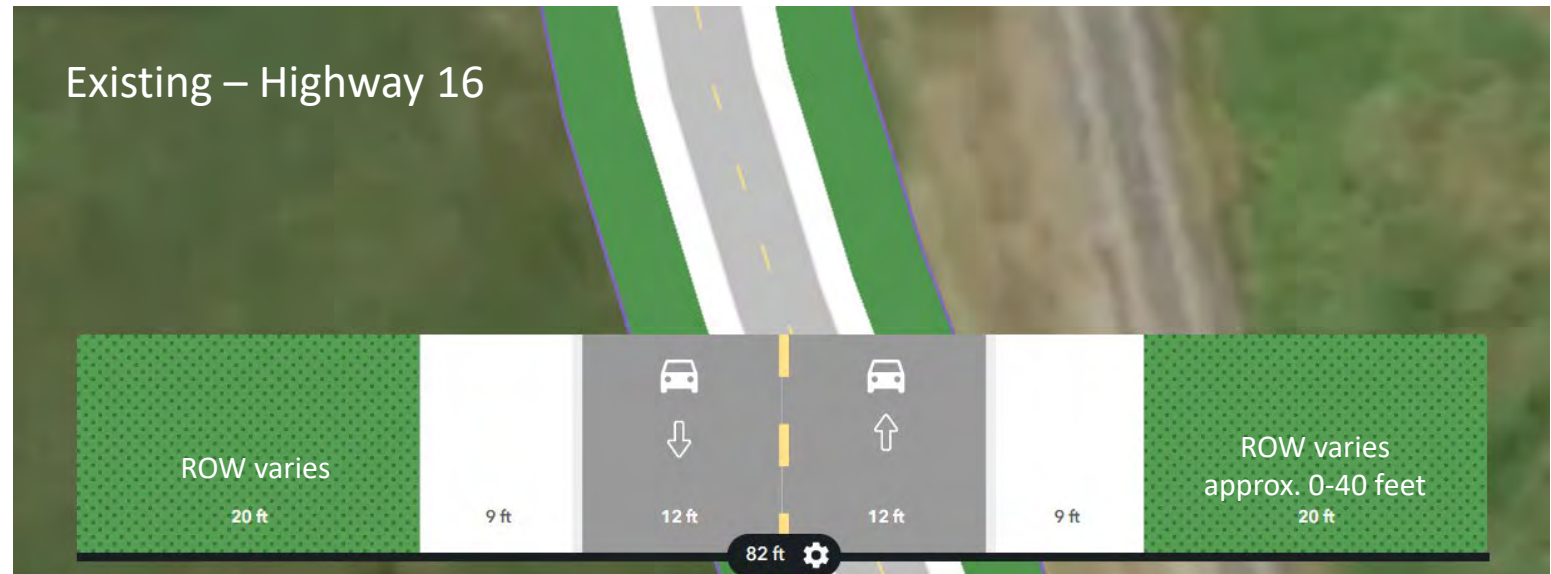 Existing – Highway 16
ROW varies
20 ft
9 ft
12 ft
12 ft
9 ft
ROW varies
approx. 0-40 feet
20 ft
82 ft